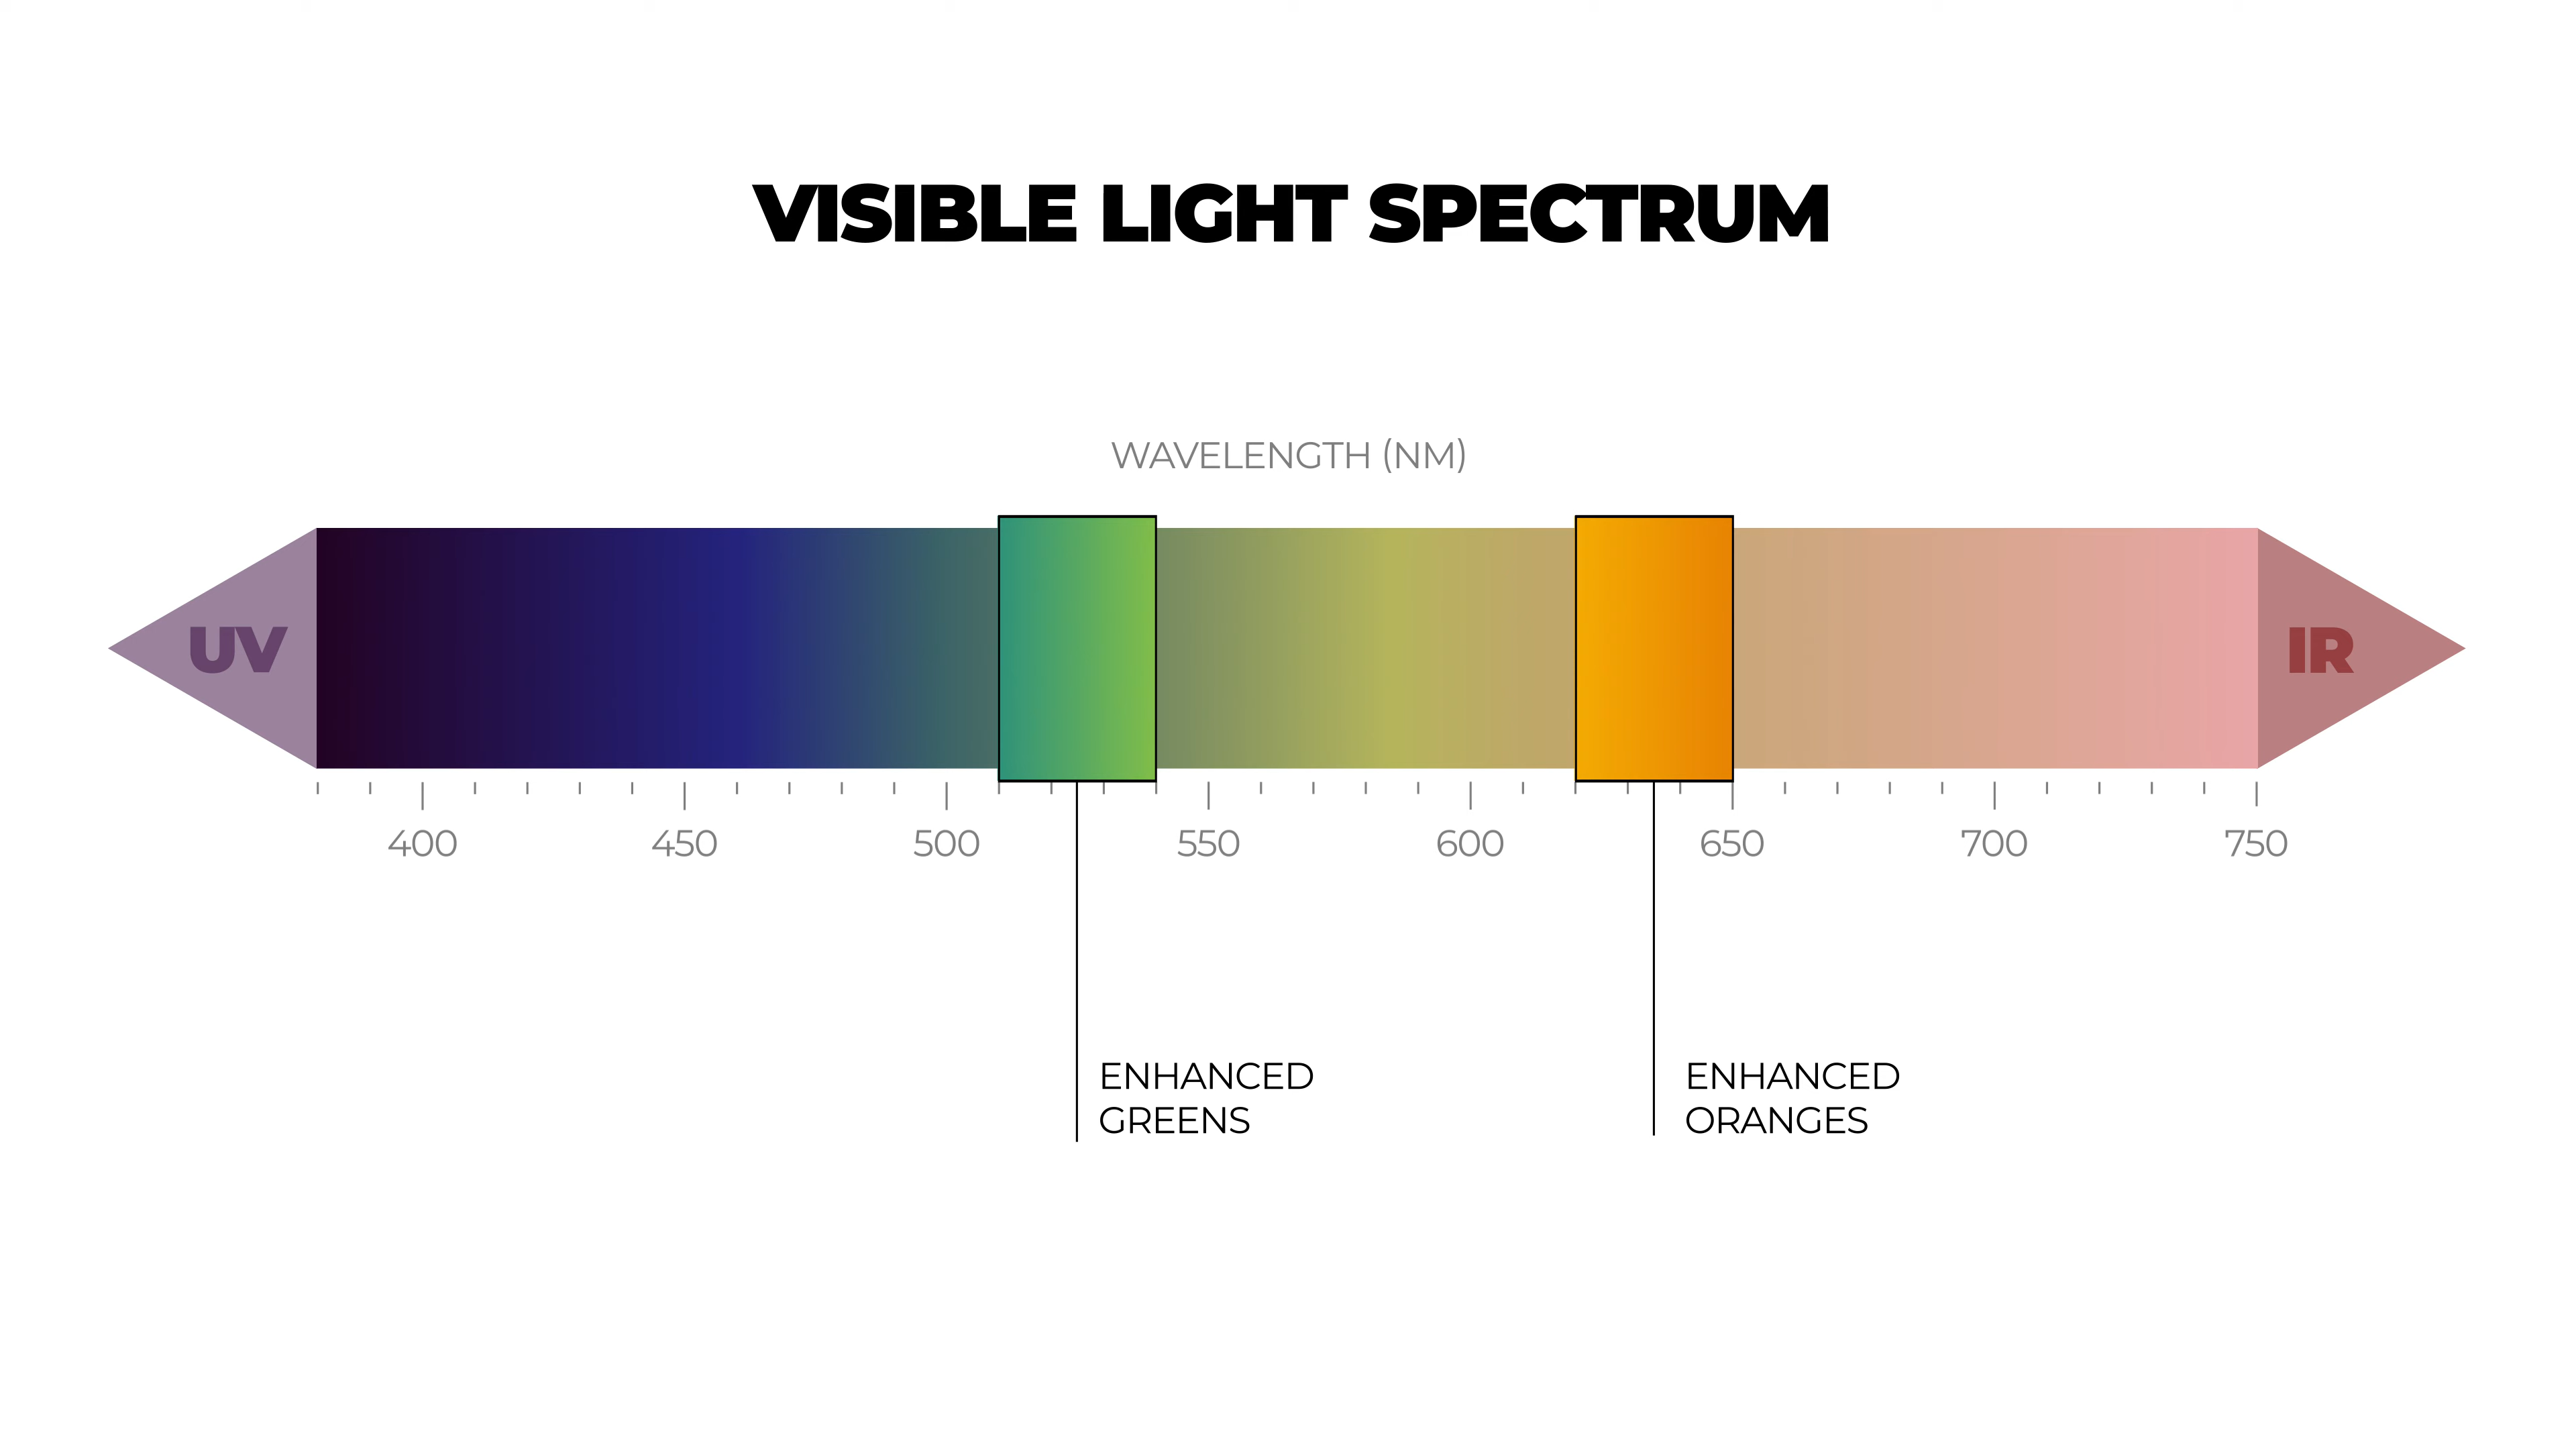 VISIBLE LIGHT SPECTRUM
WAVELENGTH (NM)
UV
IR
400 450 500 550 600 650 700 750
ENHANCED
GREENS
ENHANCED
ORANGES